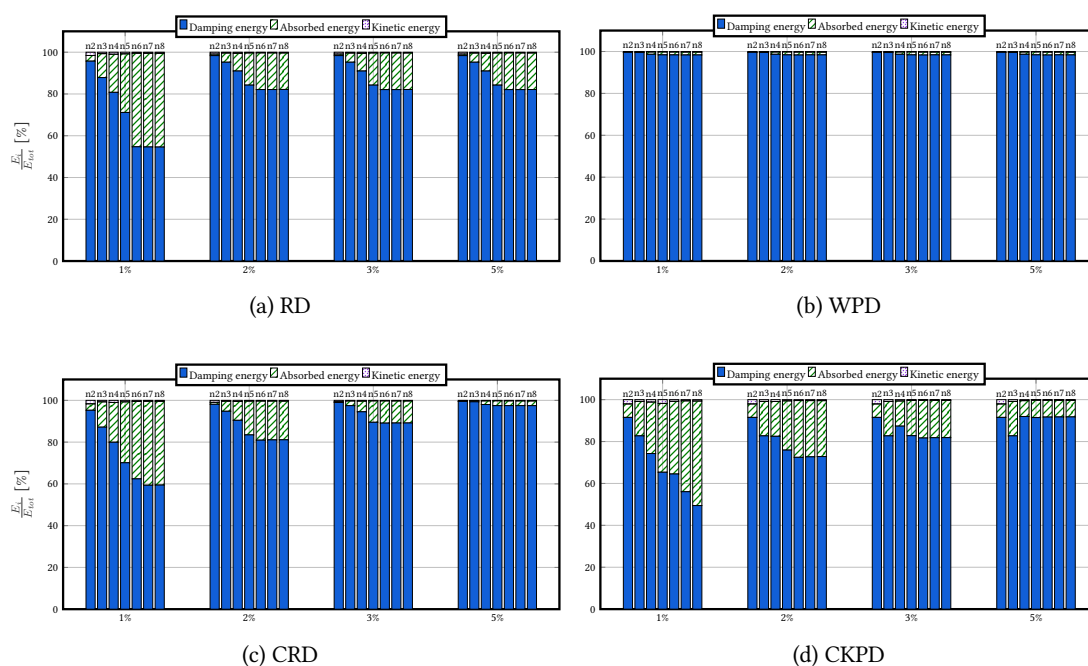 Damping energy Absorbed energy Kinetic energy
n2 n3 n4 n5 n6 n7 n8 n2 n3 n4 n5 n6 n7 n8 n2 n3 n4 n5 n6 n7 n8 n2 n3 n4 n5 n6 n7 n8
100
80
60
40
20
0
E_i / E_tot [%]
1% 2% 3% 5%
(a) RD
Damping energy Absorbed energy Kinetic energy
n2 n3 n4 n5 n6 n7 n8 n2 n3 n4 n5 n6 n7 n8 n2 n3 n4 n5 n6 n7 n8 n2 n3 n4 n5 n6 n7 n8
100
80
60
40
20
0
1% 2% 3% 5%
(b) WPD
Damping energy Absorbed energy Kinetic energy
n2 n3 n4 n5 n6 n7 n8 n2 n3 n4 n5 n6 n7 n8 n2 n3 n4 n5 n6 n7 n8 n2 n3 n4 n5 n6 n7 n8
100
80
60
40
20
0
E_i / E_tot [%]
1% 2% 3% 5%
(c) CRD
Damping energy Absorbed energy Kinetic energy
n2 n3 n4 n5 n6 n7 n8 n2 n3 n4 n5 n6 n7 n8 n2 n3 n4 n5 n6 n7 n8 n2 n3 n4 n5 n6 n7 n8
100
80
60
40
20
0
1% 2% 3% 5%
(d) CKPD